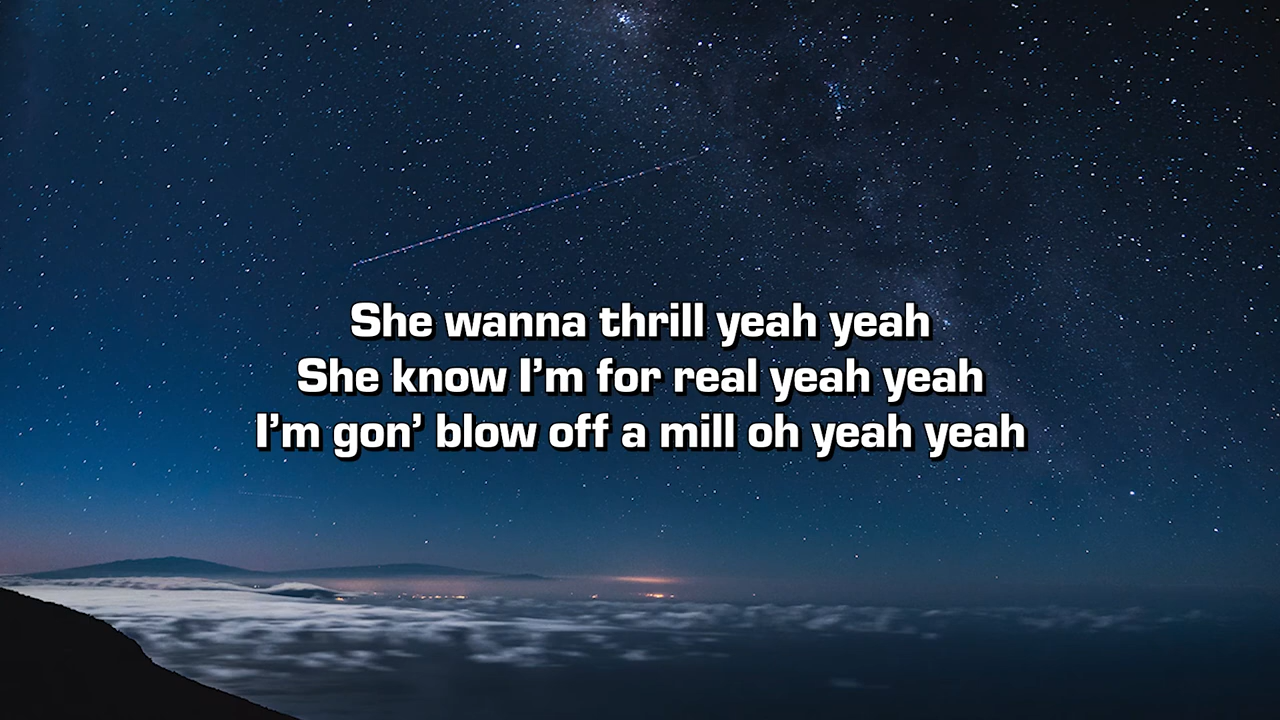 She wanna thrill yeah yeah
She know I’m for real yeah yeah
I’m gon’ blow off a mill oh yeah yeah